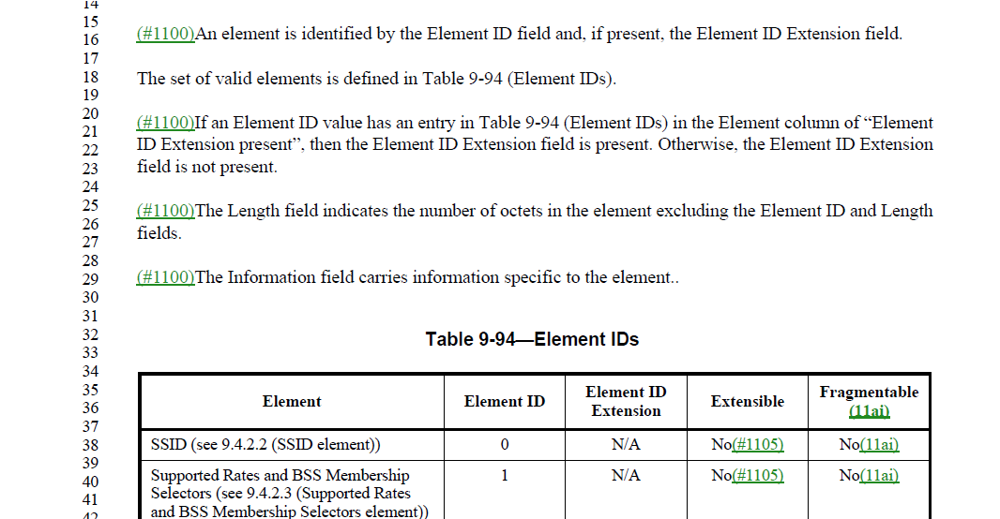 14
15
(#1100)An element is identified by the Element ID field and, if present, the Element ID Extension field.
16
17
18
The set of valid elements is defined in Table 9-94 (Element IDs).
19
20
(#1100)If an Element ID value has an entry in Table 9-94 (Element IDs) in the Element column of “Element
21
ID Extension present”, then the Element ID Extension field is present. Otherwise, the Element ID Extension
22
field is not present.
23
24
25
(#1100)The Length field indicates the number of octets in the element excluding the Element ID and Length
26
fields.
27
28
29
(#1100)The Information field carries information specific to the element..
30
31
32
Table 9-94—Element IDs
33
34
35
36
Element Element ID Element ID Extension Extensible Fragmentable (11ai)
37
38
SSID (see 9.4.2.2 (SSID element)) 0 N/A No(#1105) No(11ai)
39
40
Supported Rates and BSS Membership 1 N/A No(#1105) No(11ai)
Selectors (see 9.4.2.3 (Supported Rates
41
and BSS Membership Selectors element))
42